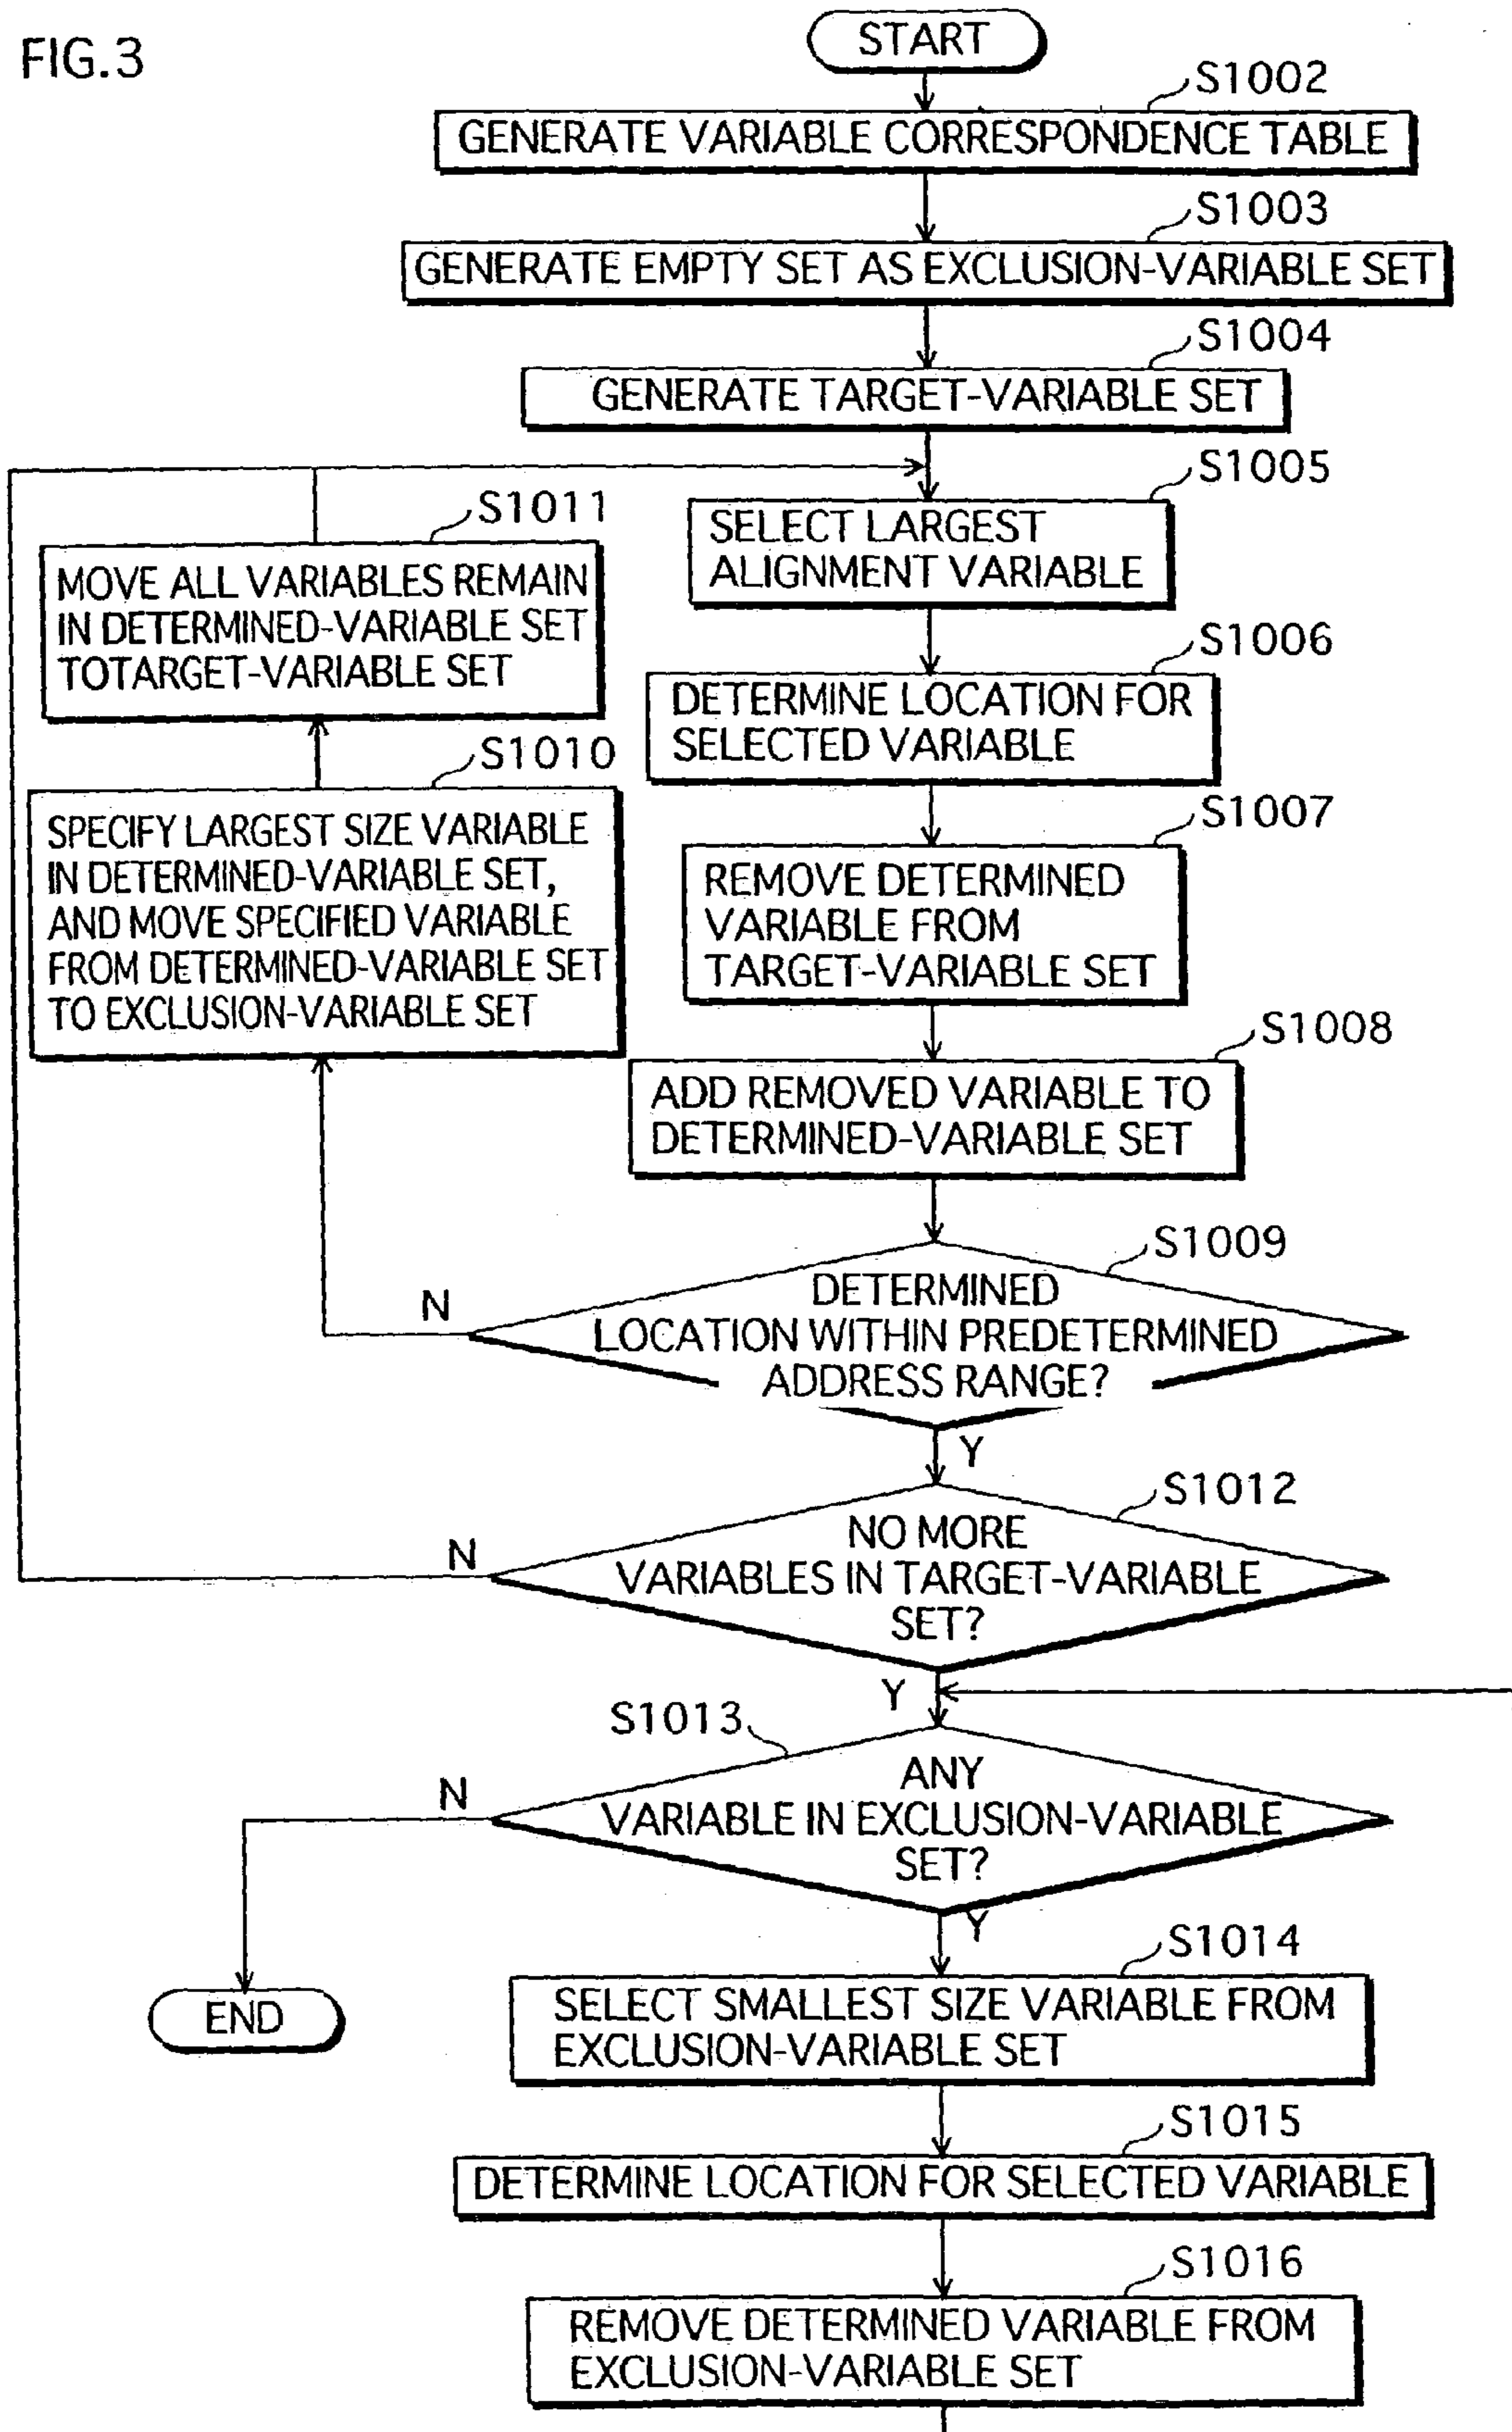 FIG.3
START
S1002
GENERATE VARIABLE CORRESPONDENCE TABLE
S1003
GENERATE EMPTY SET AS EXCLUSION-VARIABLE SET
S1004
GENERATE TARGET-VARIABLE SET
S1005
SELECT LARGEST
ALIGNMENT VARIABLE
S1011
MOVE ALL VARIABLES REMAIN
IN DETERMINED-VARIABLE SET
TOTARGET-VARIABLE SET
S1006
DETERMINE LOCATION FOR
SELECTED VARIABLE
S1010
SPECIFY LARGEST SIZE VARIABLE
IN DETERMINED-VARIABLE SET,
AND MOVE SPECIFIED VARIABLE
FROM DETERMINED-VARIABLE SET
TO EXCLUSION-VARIABLE SET
S1007
REMOVE DETERMINED
VARIABLE FROM
TARGET-VARIABLE SET
S1008
ADD REMOVED VARIABLE TO
DETERMINED-VARIABLE SET
S1009
DETERMINED
LOCATION WITHIN PREDETERMINED
ADDRESS RANGE?
N
Y
S1012
NO MORE
VARIABLES IN TARGET-VARIABLE
SET?
N
Y
S1013
ANY
VARIABLE IN EXCLUSION-VARIABLE
SET?
N
Y
END
S1014
SELECT SMALLEST SIZE VARIABLE FROM
EXCLUSION-VARIABLE SET
S1015
DETERMINE LOCATION FOR SELECTED VARIABLE
S1016
REMOVE DETERMINED VARIABLE FROM
EXCLUSION-VARIABLE SET